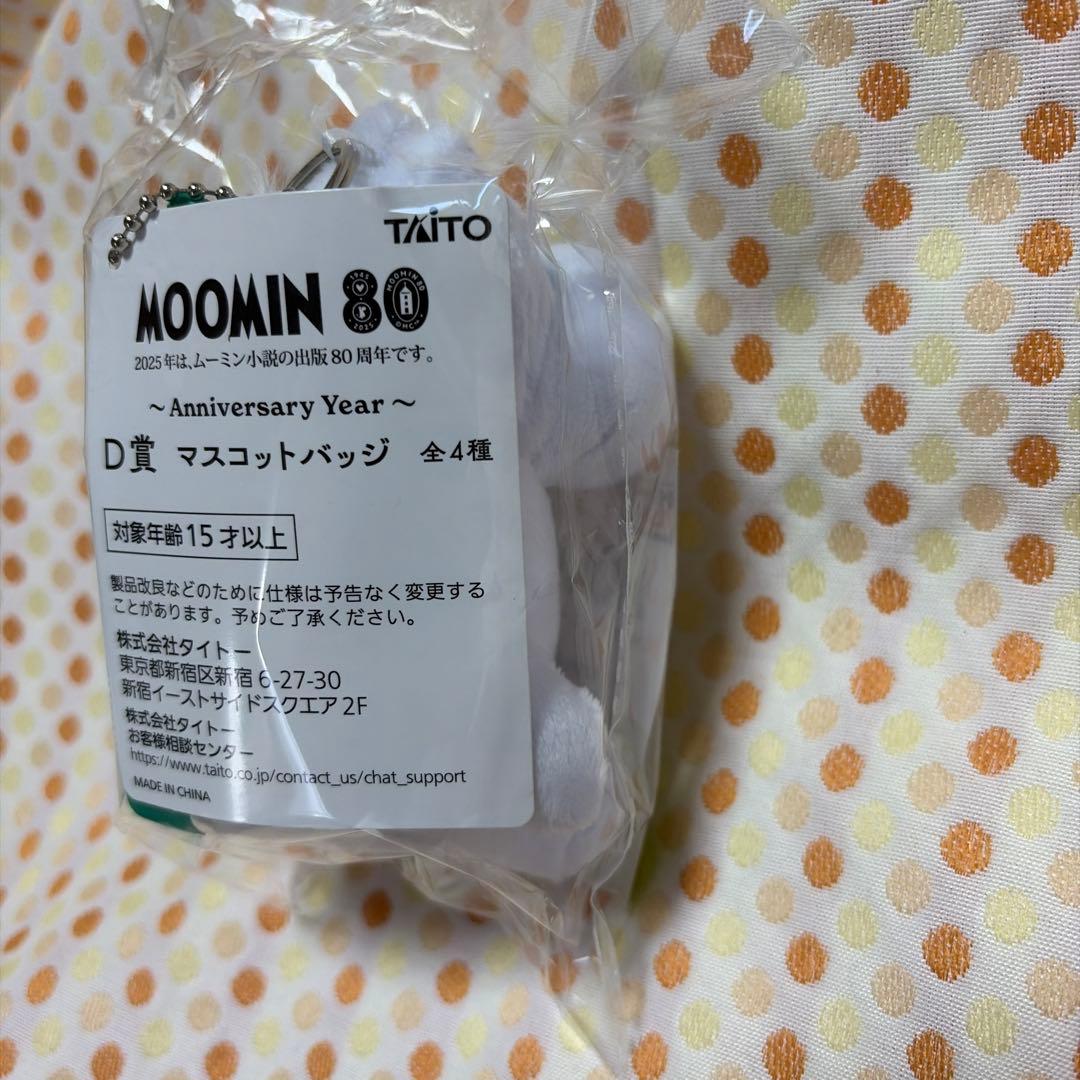 TAITO
MOOMIN 80
1945
2025
MOOMIN 80
2025年は、ムーミン小説の出版80周年です。
～Anniversary Year～
D賞 マスコットバッジ 全4種
対象年齢15才以上
製品改良などのために仕様は予告なく変更する
ことがあります。予めご了承ください。
株式会社タイトー
東京都新宿区新宿 6-27-30
新宿イーストサイドスクエア 2F
株式会社タイトー
お客様相談センター
https://www.taito.co.jp/contact_us/chat_support
MADE IN CHINA